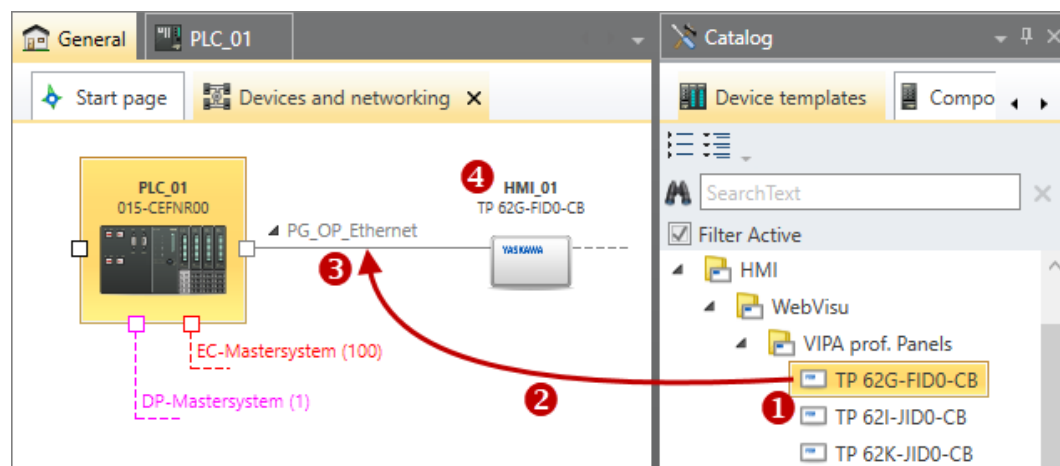 General
PLC_01
Catalog
Start page
Devices and networking
Device templates
Compo
SearchText
Filter Active
PLC_01
015-CEFNR00
4
HMI_01
TP 62G-FID0-CB
PG_OP_Ethernet
YASKAWA
3
EC-Mastersystem (100)
DP-Mastersystem (1)
2
HMI
WebVisu
VIPA prof. Panels
TP 62G-FID0-CB
1
TP 62I-JID0-CB
TP 62K-JID0-CB